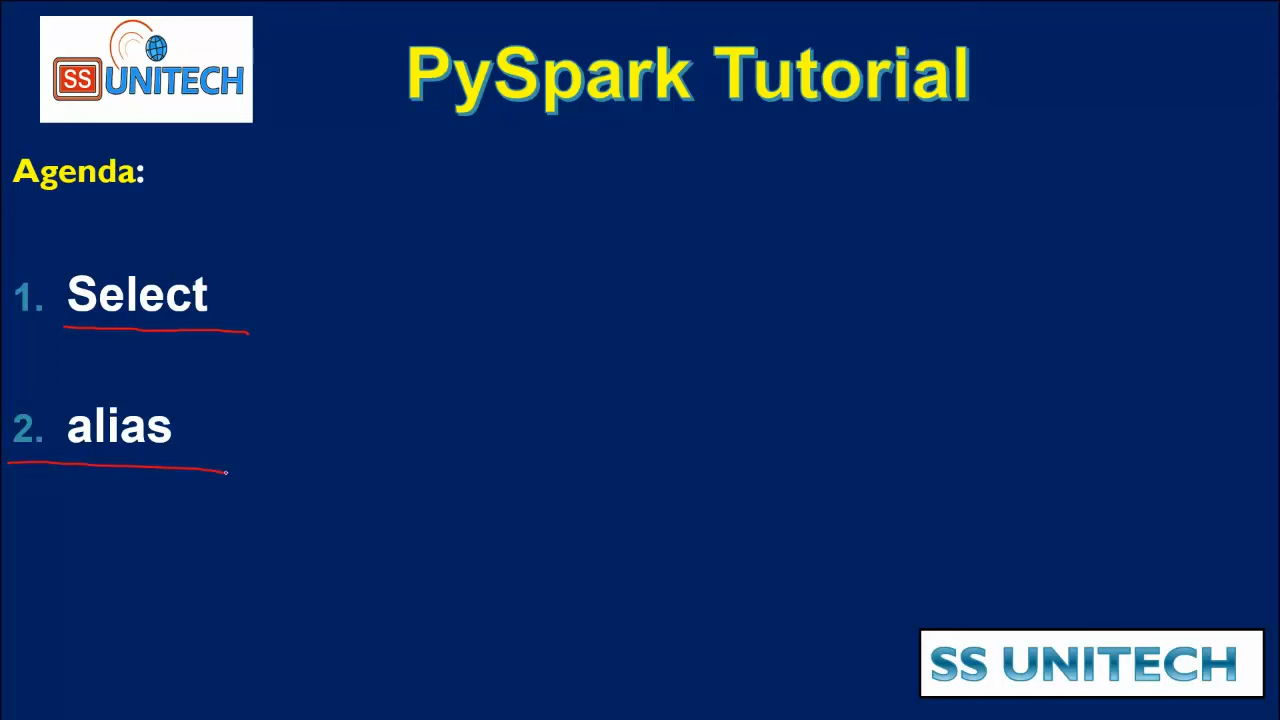 SS UNITECH
PySpark Tutorial
Agenda:
1. Select
2. alias
SS UNITECH